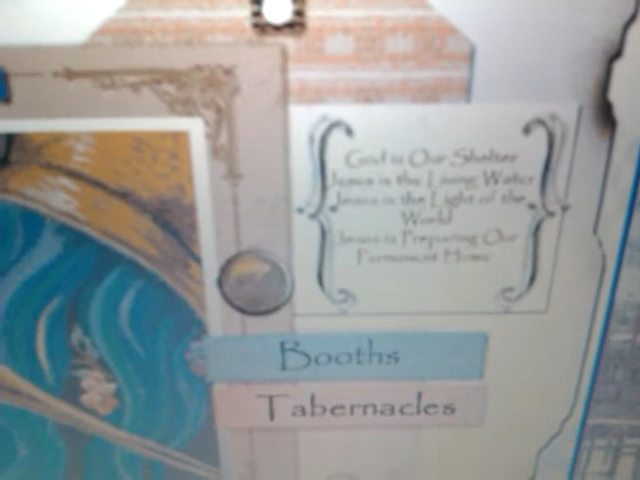 God is Our Shelter
Jesus is the Living Water
Jesus is the Light of the
World
Jesus is Preparing Our
Permanent Home
Booths
Tabernacles